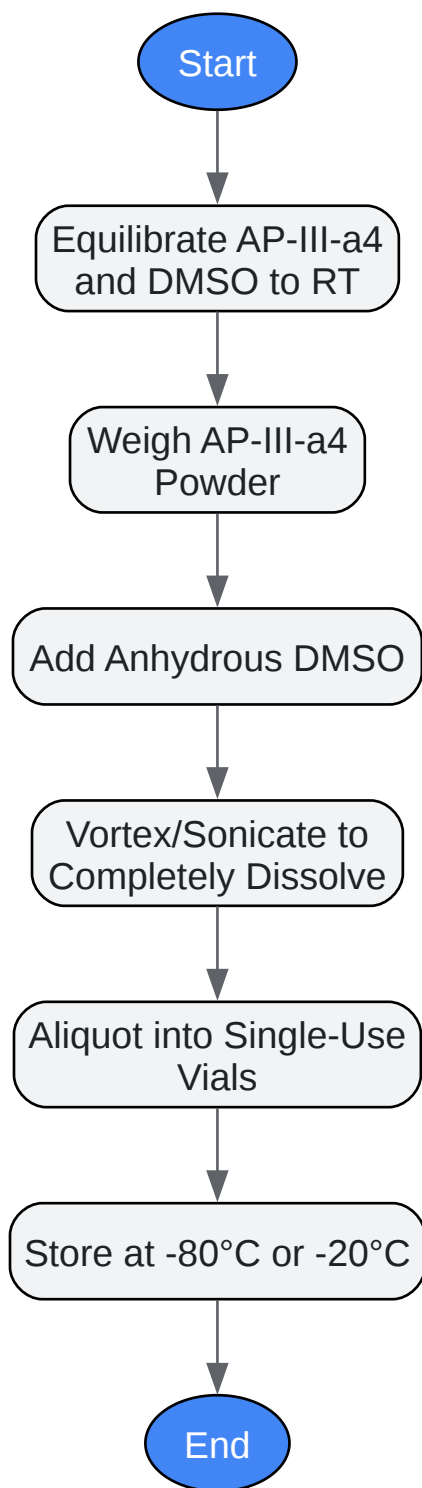 Start
Equilibrate AP-III-a4
and DMSO to RT
Weigh AP-III-a4
Powder
Add Anhydrous DMSO
Vortex/Sonicate to
Completely Dissolve
Aliquot into Single-Use
Vials
Store at -80°C or -20°C
End